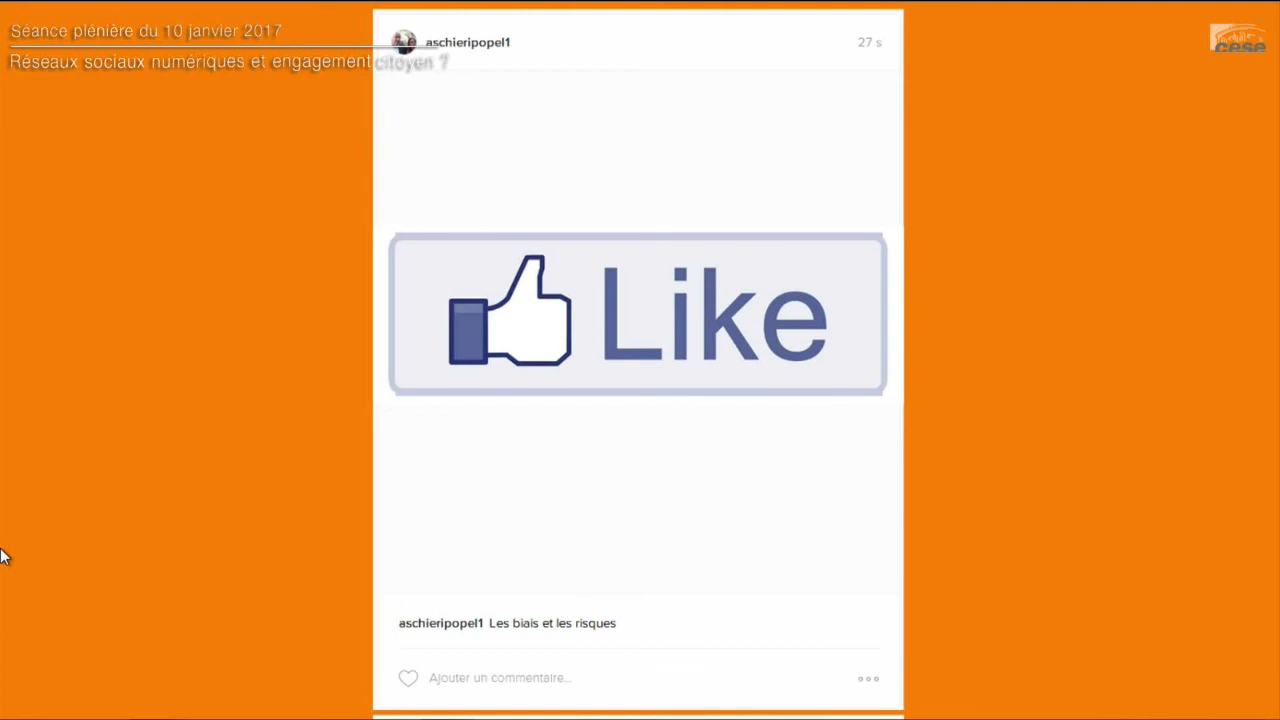 Séance plénière du 10 janvier 2017
Réseaux sociaux numériques et engagement citoyen ?
aschieripopel1
27 s
cese
Like
aschieripopel1 Les biais et les risques
Ajouter un commentaire...